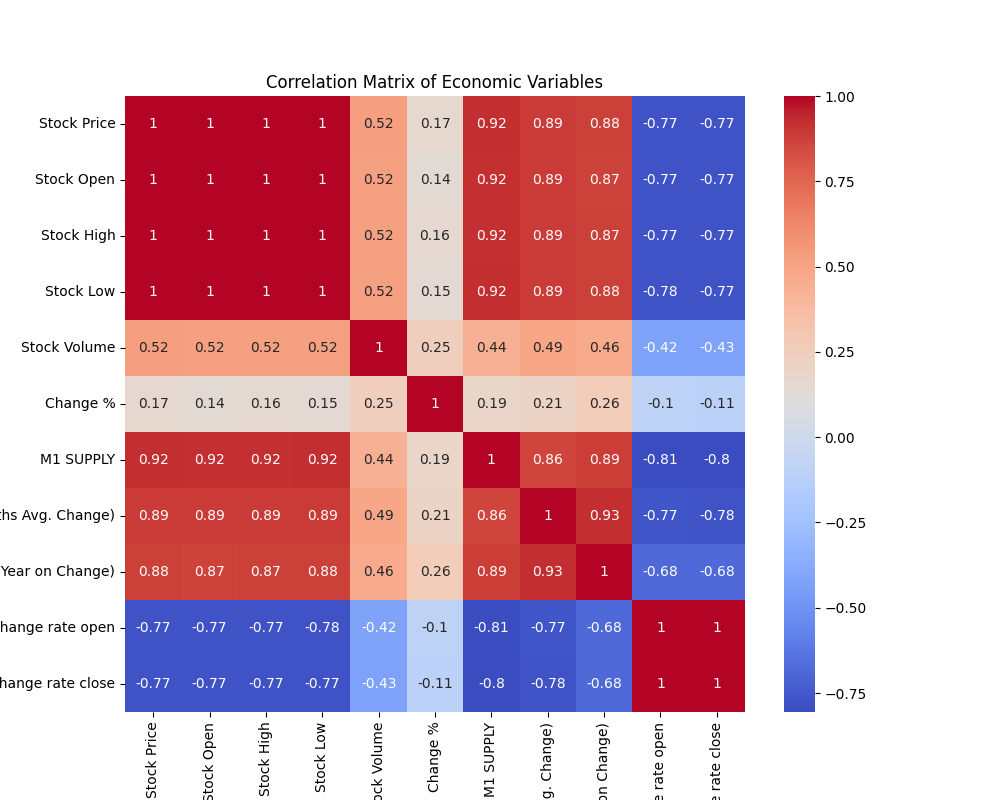 Correlation Matrix of Economic Variables
Stock Price 1 1 1 1 0.52 0.17 0.92 0.89 0.88 -0.77 -0.77
Stock Open 1 1 1 1 0.52 0.14 0.92 0.89 0.87 -0.77 -0.77
Stock High 1 1 1 1 0.52 0.16 0.92 0.89 0.87 -0.77 -0.77
Stock Low 1 1 1 1 0.52 0.15 0.92 0.89 0.88 -0.78 -0.77
Stock Volume 0.52 0.52 0.52 0.52 1 0.25 0.44 0.49 0.46 -0.42 -0.43
Change % 0.17 0.14 0.16 0.15 0.25 1 0.19 0.21 0.26 -0.1 -0.11
M1 SUPPLY 0.92 0.92 0.92 0.92 0.44 0.19 1 0.86 0.89 -0.81 -0.8
ths Avg. Change) 0.89 0.89 0.89 0.89 0.49 0.21 0.86 1 0.93 -0.77 -0.78
Year on Change) 0.88 0.87 0.87 0.88 0.46 0.26 0.89 0.93 1 -0.68 -0.68
hange rate open -0.77 -0.77 -0.77 -0.78 -0.42 -0.1 -0.81 -0.77 -0.68 1 1
hange rate close -0.77 -0.77 -0.77 -0.77 -0.43 -0.11 -0.8 -0.78 -0.68 1 1
Stock Price
Stock Open
Stock High
Stock Low
ock Volume
Change %
M1 SUPPLY
g. Change)
on Change)
e rate open
e rate close
1.00
0.75
0.50
0.25
0.00
−0.25
−0.50
−0.75